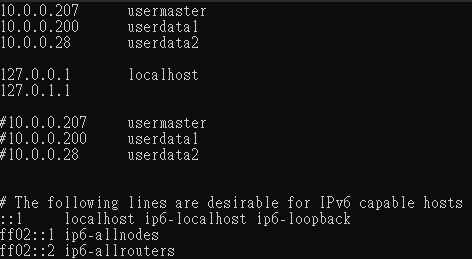 10.0.0.207 usermaster
10.0.0.200 userdata1
10.0.0.28 userdata2
127.0.0.1 localhost
127.0.1.1
#10.0.0.207 usermaster
#10.0.0.200 userdata1
#10.0.0.28 userdata2
# The following lines are desirable for IPv6 capable hosts
::1 localhost ip6-localhost ip6-loopback
ff02::1 ip6-allnodes
ff02::2 ip6-allrouters